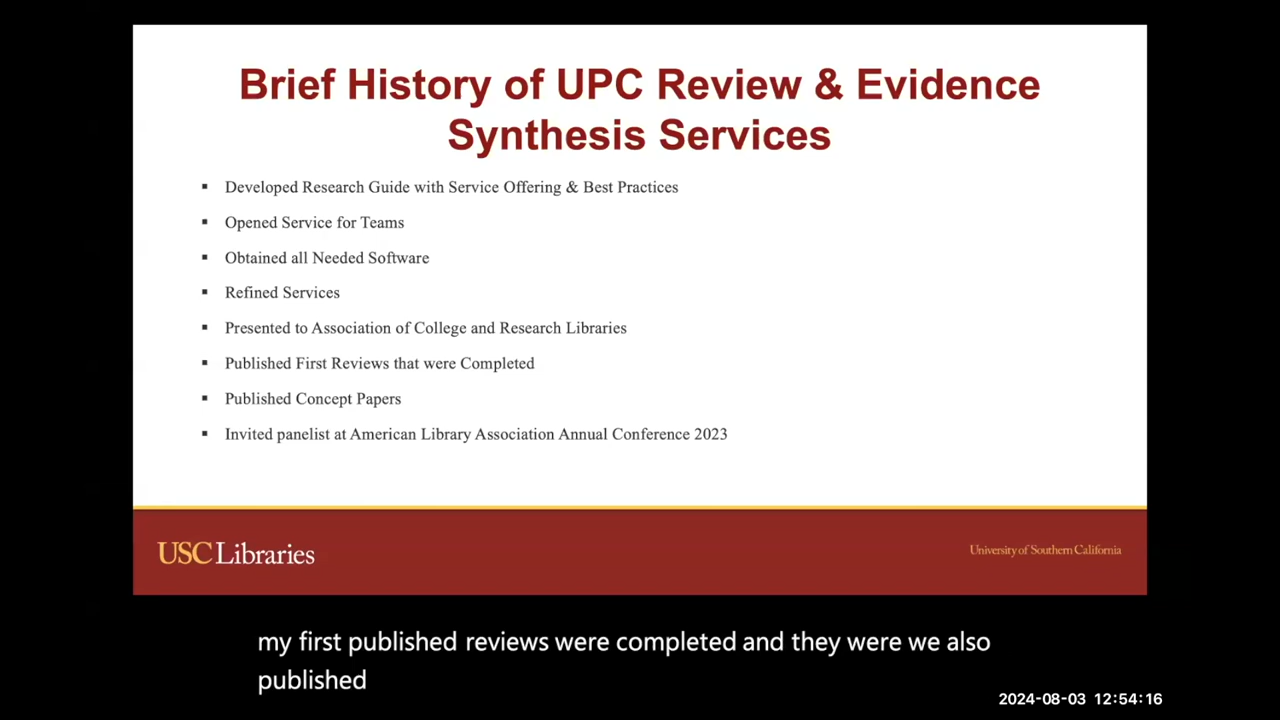 Brief History of UPC Review & Evidence
Synthesis Services
▪ Developed Research Guide with Service Offering & Best Practices
▪ Opened Service for Teams
▪ Obtained all Needed Software
▪ Refined Services
▪ Presented to Association of College and Research Libraries
▪ Published First Reviews that were Completed
▪ Published Concept Papers
▪ Invited panelist at American Library Association Annual Conference 2023
USC Libraries
University of Southern California
my first published reviews were completed and they were we also
published
2024-08-03 12:54:16